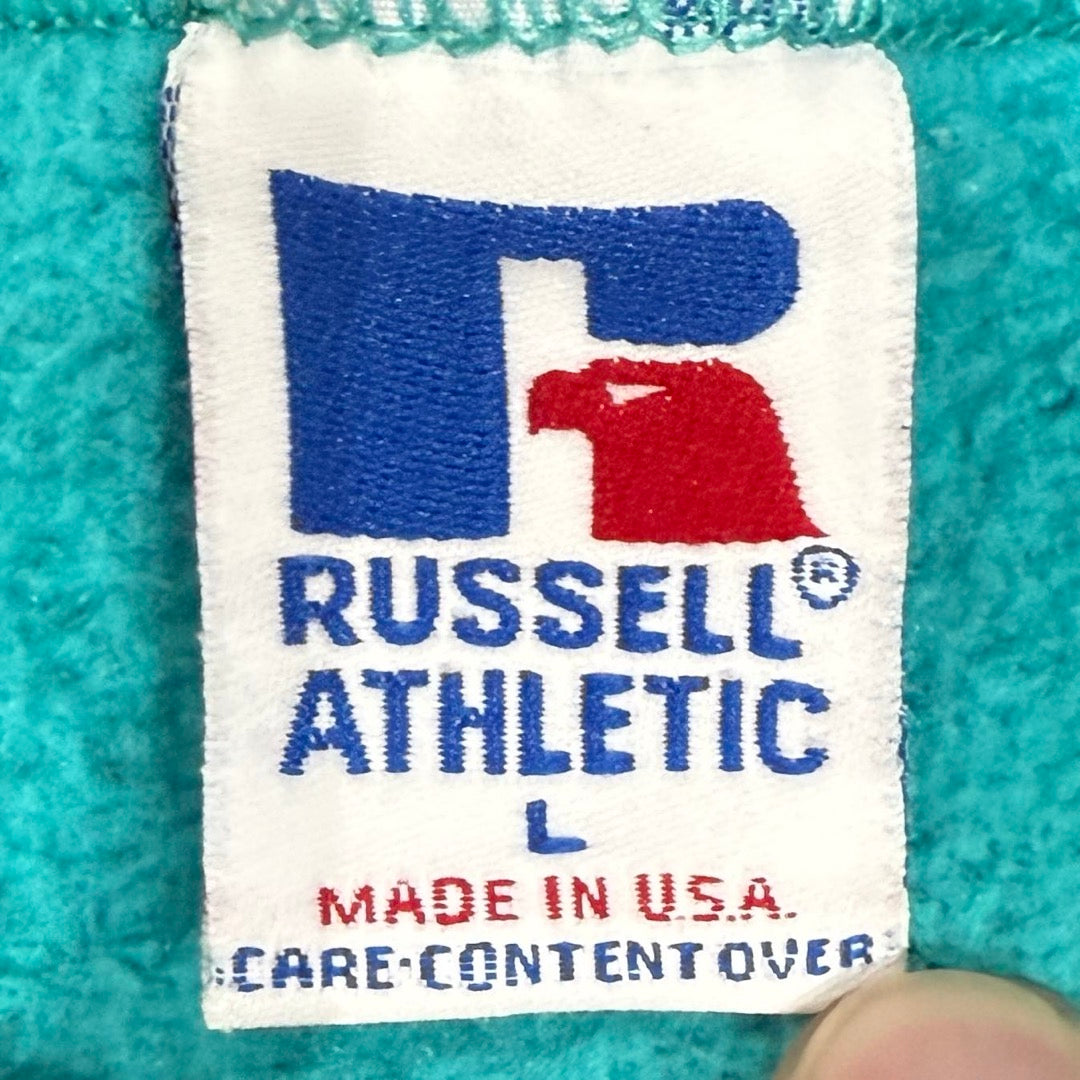 RUSSELL®
ATHLETIC
L
MADE IN U.S.A.
CARE·CONTENT OVER